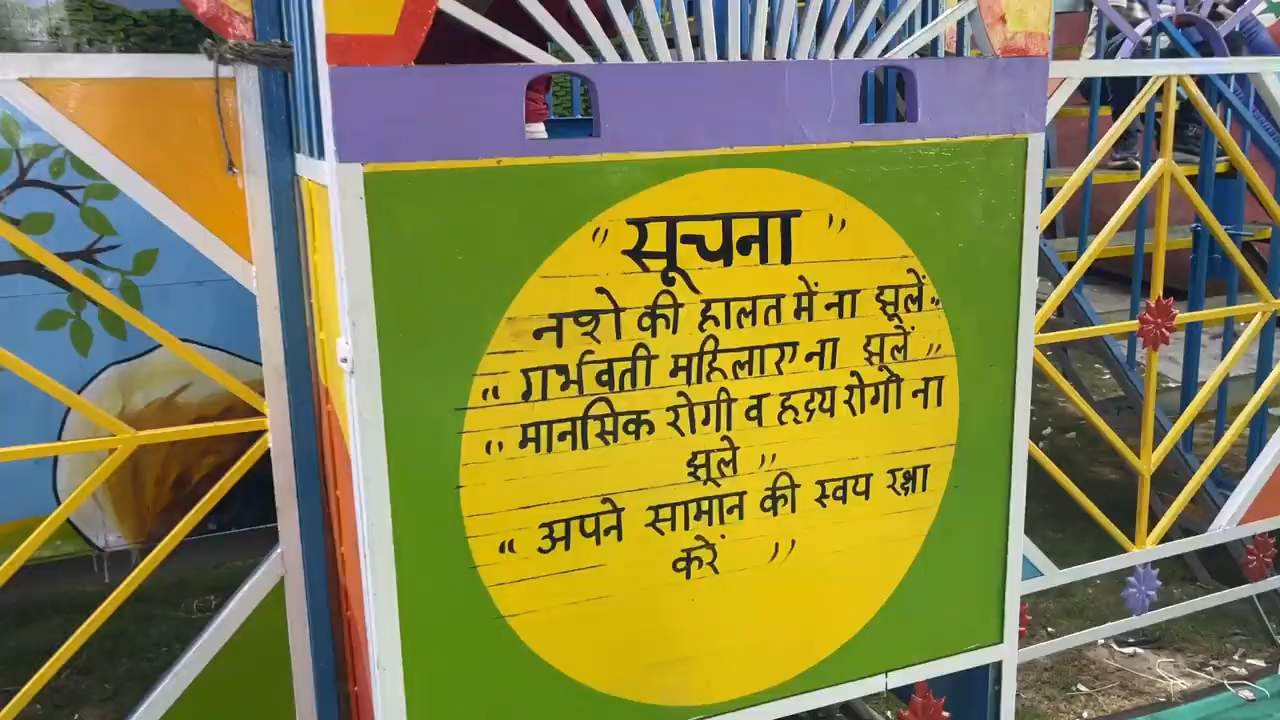 “ सूचना ”
नशे की हालत में ना झूलें ”
“ गर्भवती महिलाए ना झूलें ”
“ मानसिक रोगी व हृदय रोगी ना
झूले ”
“ अपने सामान की स्वय रक्षा
करें ”